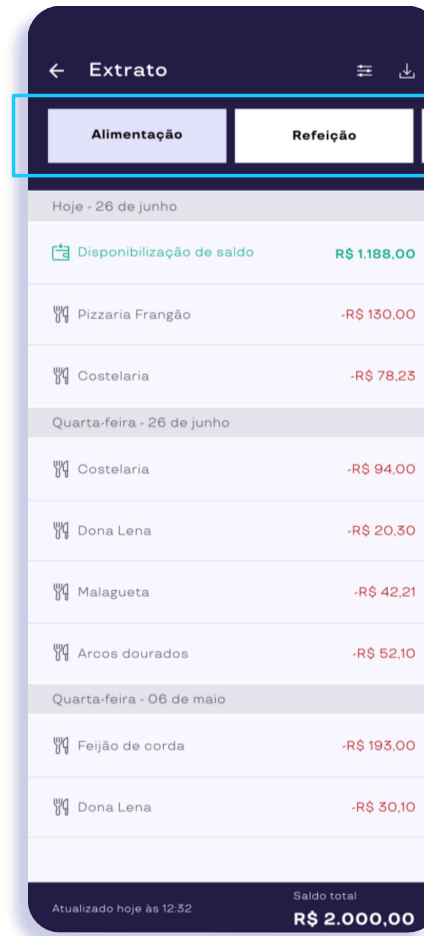 Extrato
Alimentação Refeição
Hoje - 26 de junho
Disponibilização de saldo R$ 1.188,00
Pizzaria Frangão -R$ 130,00
Costelaria -R$ 78,23
Quarta-feira - 26 de junho
Costelaria -R$ 94,00
Dona Lena -R$ 20,30
Malagueta -R$ 42,21
Arcos dourados -R$ 52,10
Quarta-feira - 06 de maio
Feijão de corda -R$ 193,00
Dona Lena -R$ 30,10
Saldo total
Atualizado hoje às 12:32
R$ 2.000,00